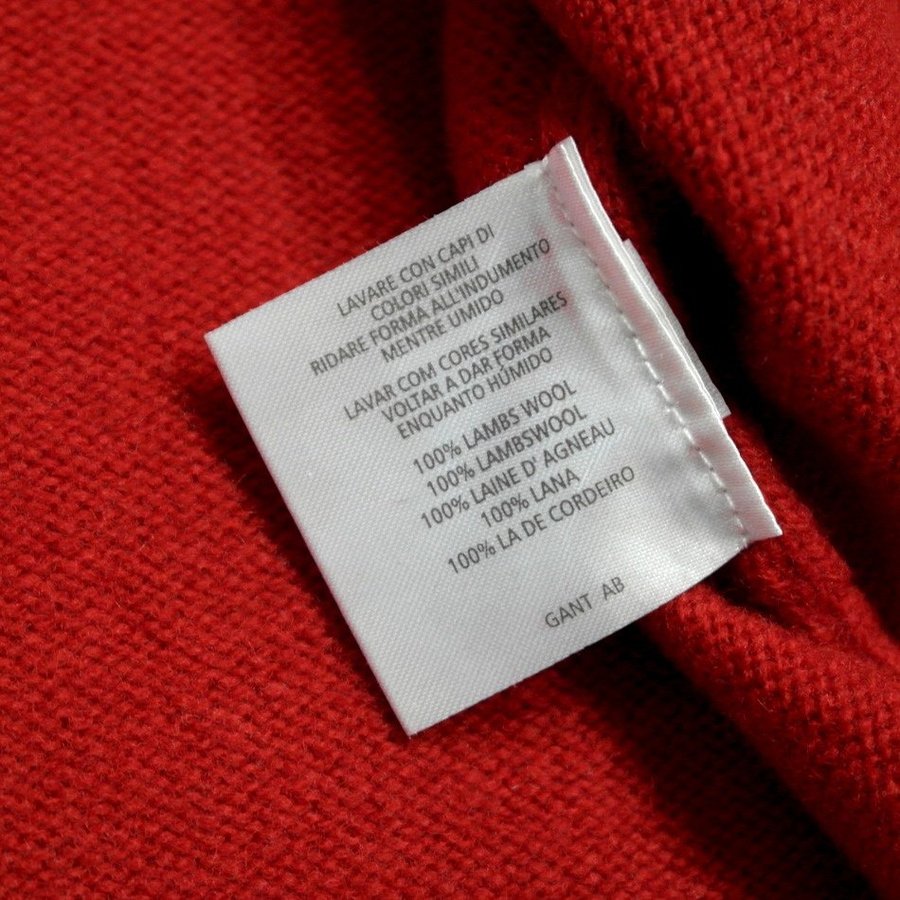 LAVARE CON CAPI DI
COLORI SIMILI
RIDARE FORMA ALL'INDUMENTO
MENTRE UMIDO
LAVAR COM CORES SIMILARES
VOLTAR A DAR FORMA
ENQUANTO HÚMIDO
100% LAMBS WOOL
100% LAMBSWOOL
100% LAINE D' AGNEAU
100% LANA
100% LA DE CORDEIRO
GANT AB